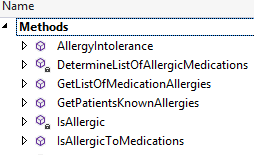 Name
Methods
AllergyIntolerance
DetermineListOfAllergicMedications
GetListOfMedicationAllergies
GetPatientsKnownAllergies
IsAllergic
IsAllergicToMedications